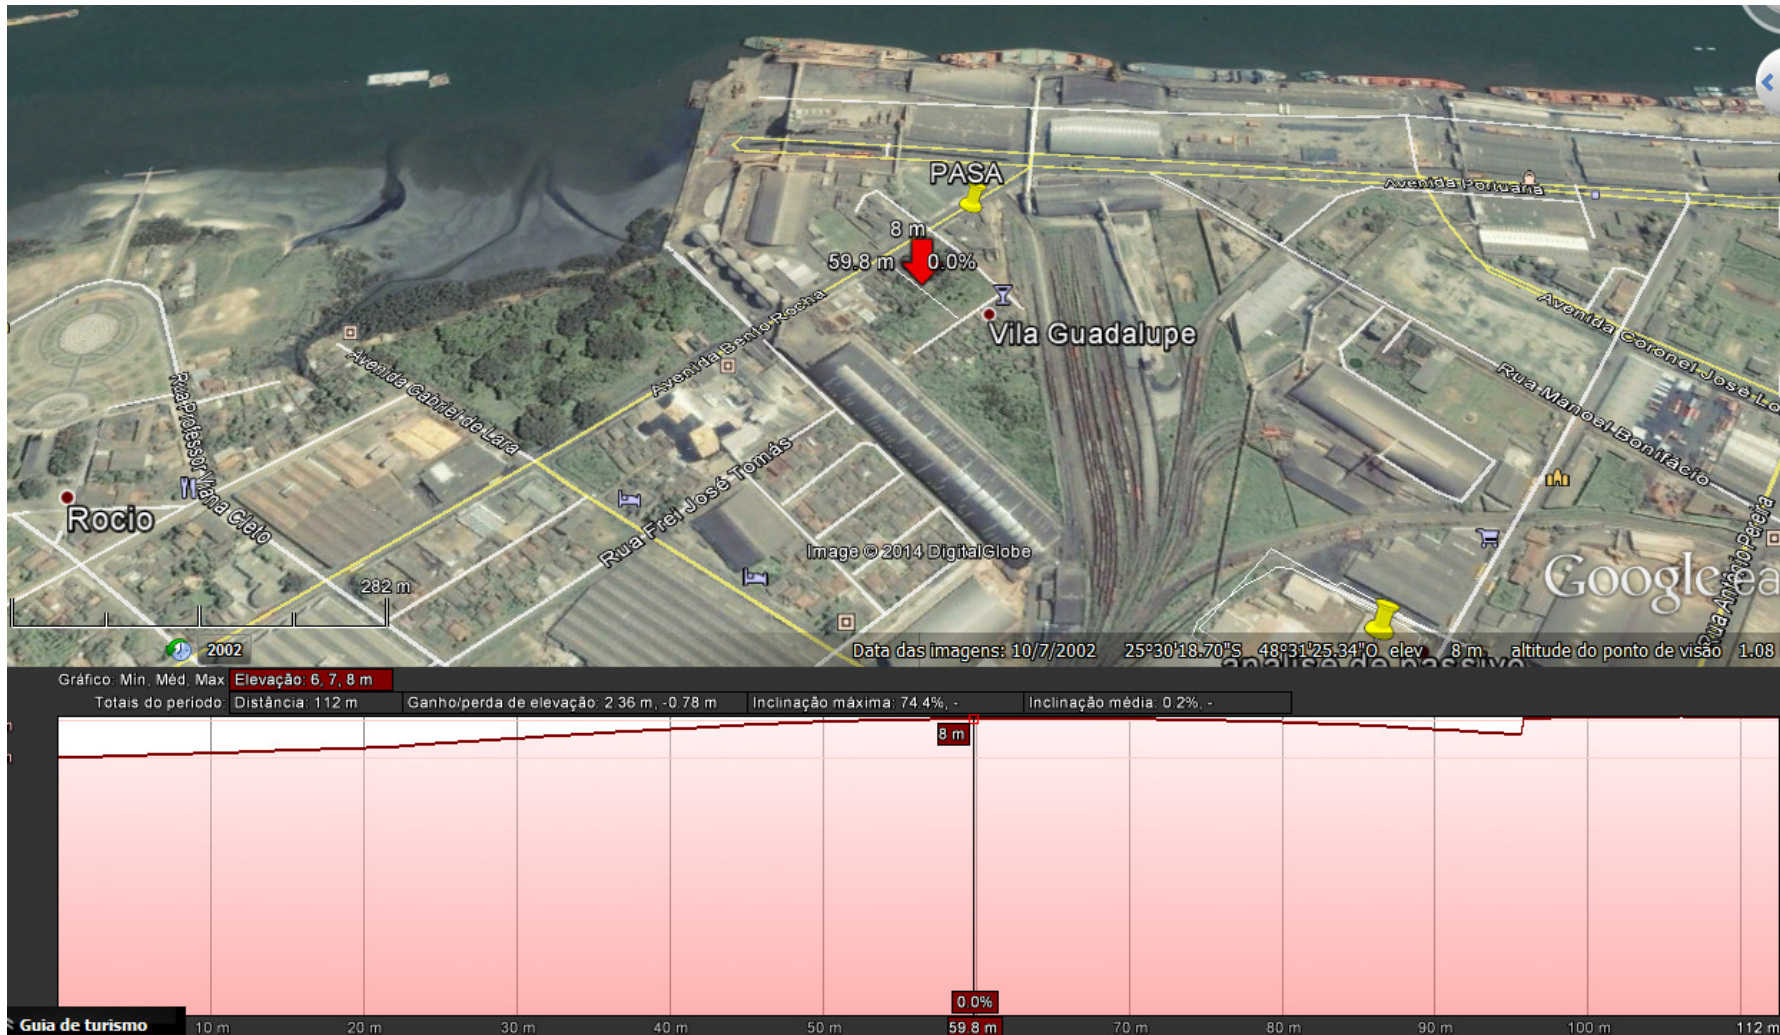 PASA
8 m
59.8 m 0.0%
Avenida Portuaria
Vila Guadalupe
Avenida Bento Rocha
Avenida Coronel José Lo
Avenida Gabriel de Lara
Rua Manoel Bonifácio
Rua Professor Viana Cleto
Rua Frei José Tomás
Rocio
Rua Antônio Pereira
Image © 2014 DigitalGlobe
Google ea
282 m
2002
Data das imagens: 10/7/2002 25°30'18.70"S 48°31'25.34"O elev 8 m altitude do ponto de visão 1.08
análise de passivo
Gráfico: Min, Méd, Max Elevação: 6, 7, 8 m
Totais do período: Distância: 112 m Ganho/perda de elevação: 2.36 m, -0.78 m Inclinação máxima: 74.4%, - Inclinação média: 0.2%, -
8 m
0.0%
Guia de turismo
10 m 20 m 30 m 40 m 50 m 59.8 m 70 m 80 m 90 m 100 m 112 m